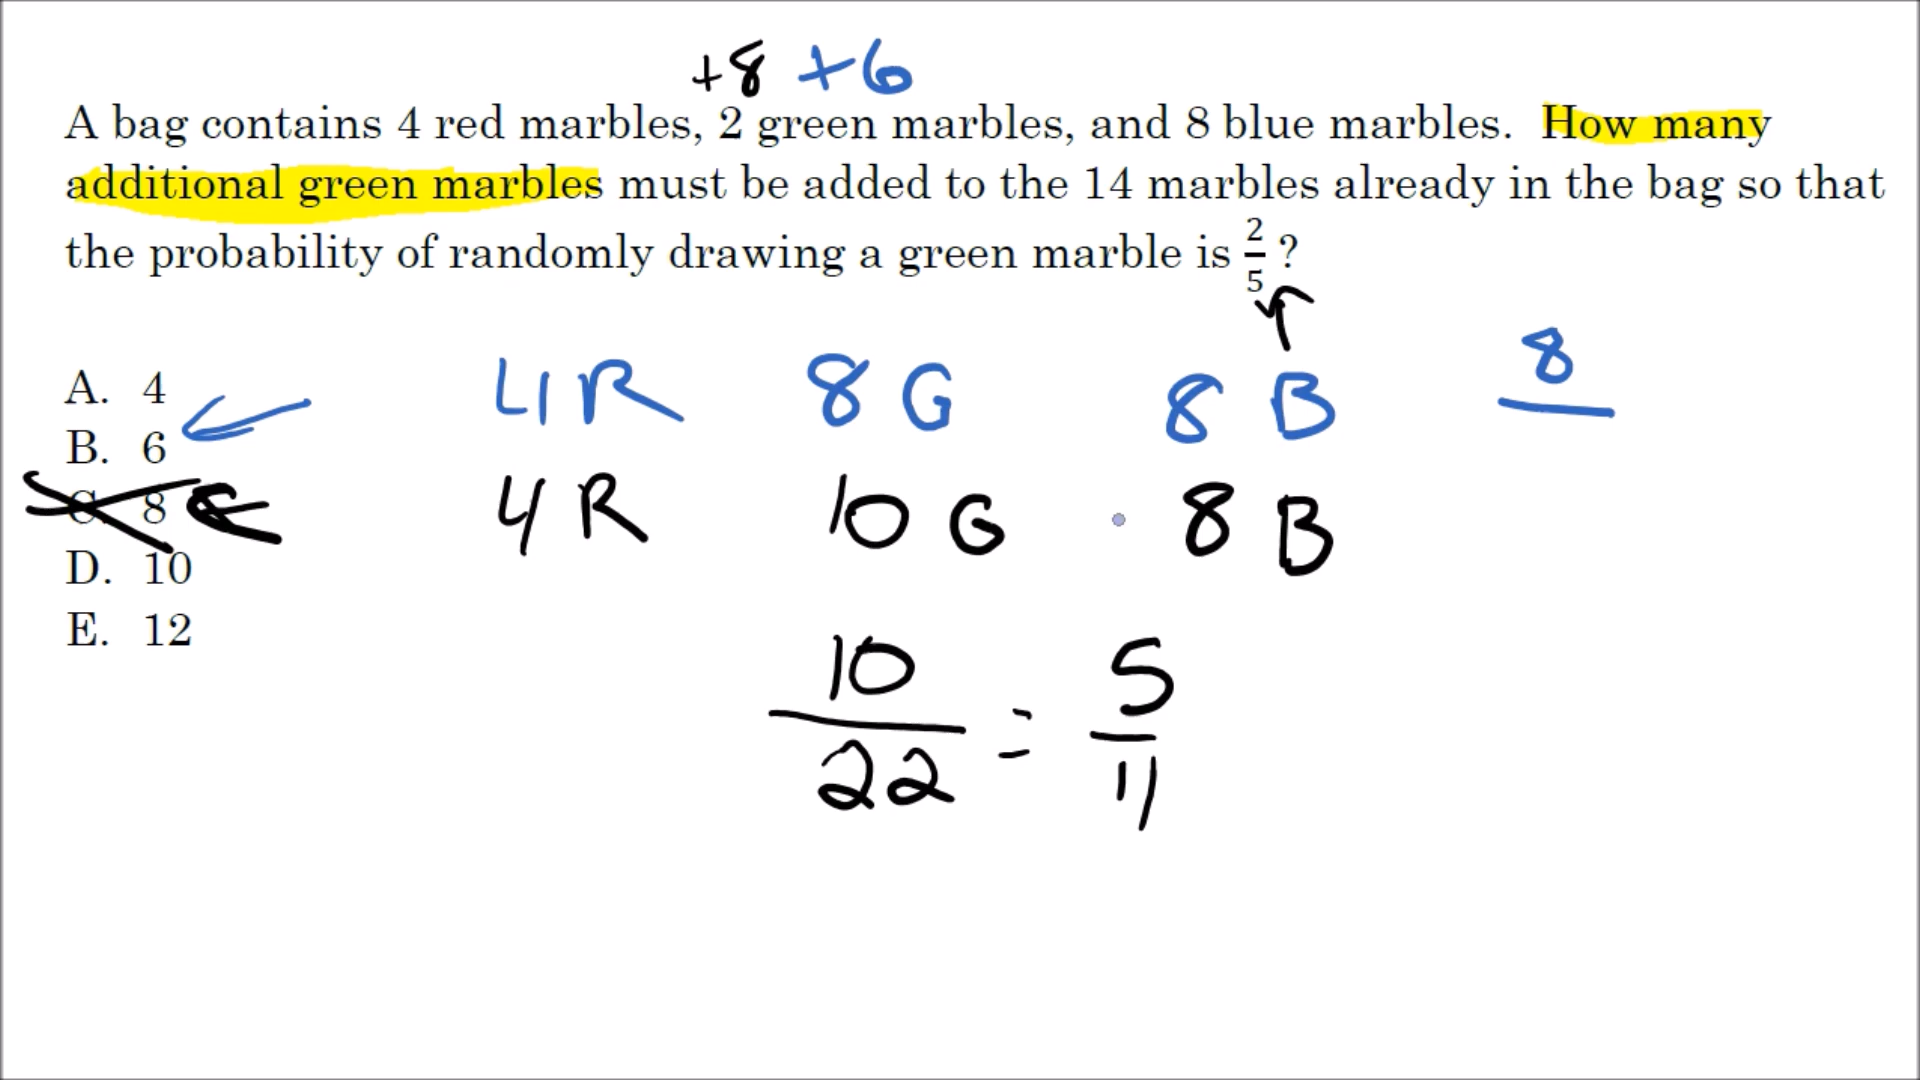 +8 +6
A bag contains 4 red marbles, 2 green marbles, and 8 blue marbles. How many
additional green marbles must be added to the 14 marbles already in the bag so that
the probability of randomly drawing a green marble is 2/5 ?
A. 4
B. 6
C. 8
D. 10
E. 12
4R 8G 8B 8
4R 10G 8B
10/22 = 5/11